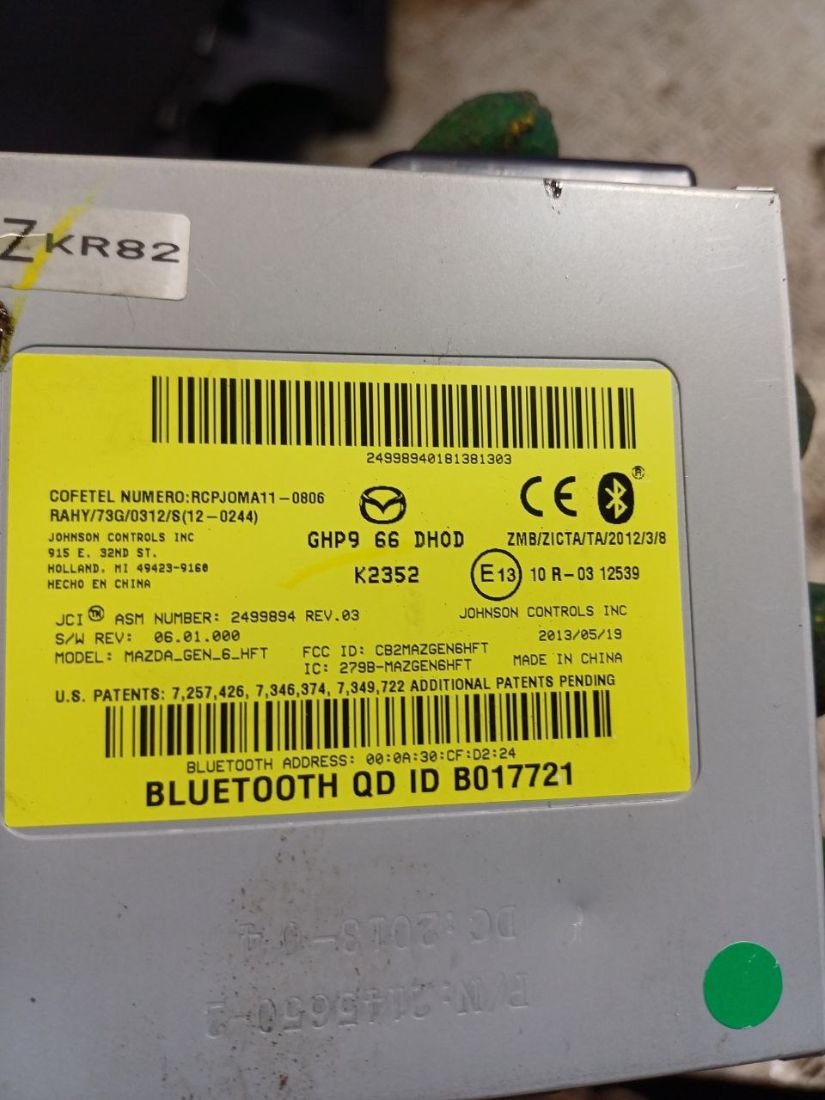 ZKR82
24998940181381303
COFETEL NUMERO:RCPJOMA11-0806
RAHY/73G/0312/S(12-0244)
JOHNSON CONTROLS INC
915 E. 32ND ST.
HOLLAND, MI 49423-9160
HECHO EN CHINA
GHP9 66 DH0D
K2352
CE ®
ZMB/ZICTA/TA/2012/3/8
E13 10 R-03 12539
JCI™ ASM NUMBER: 2499894 REV.03
S/W REV: 06.01.000
MODEL: MAZDA_GEN_6_HFT
FCC ID: CB2MAZGEN6HFT
IC: 279B-MAZGEN6HFT
JOHNSON CONTROLS INC
2013/05/19
MADE IN CHINA
U.S. PATENTS: 7,257,426, 7,346,374, 7,349,722 ADDITIONAL PATENTS PENDING
BLUETOOTH ADDRESS: 00:0A:30:CF:D2:24
BLUETOOTH QD ID B017721